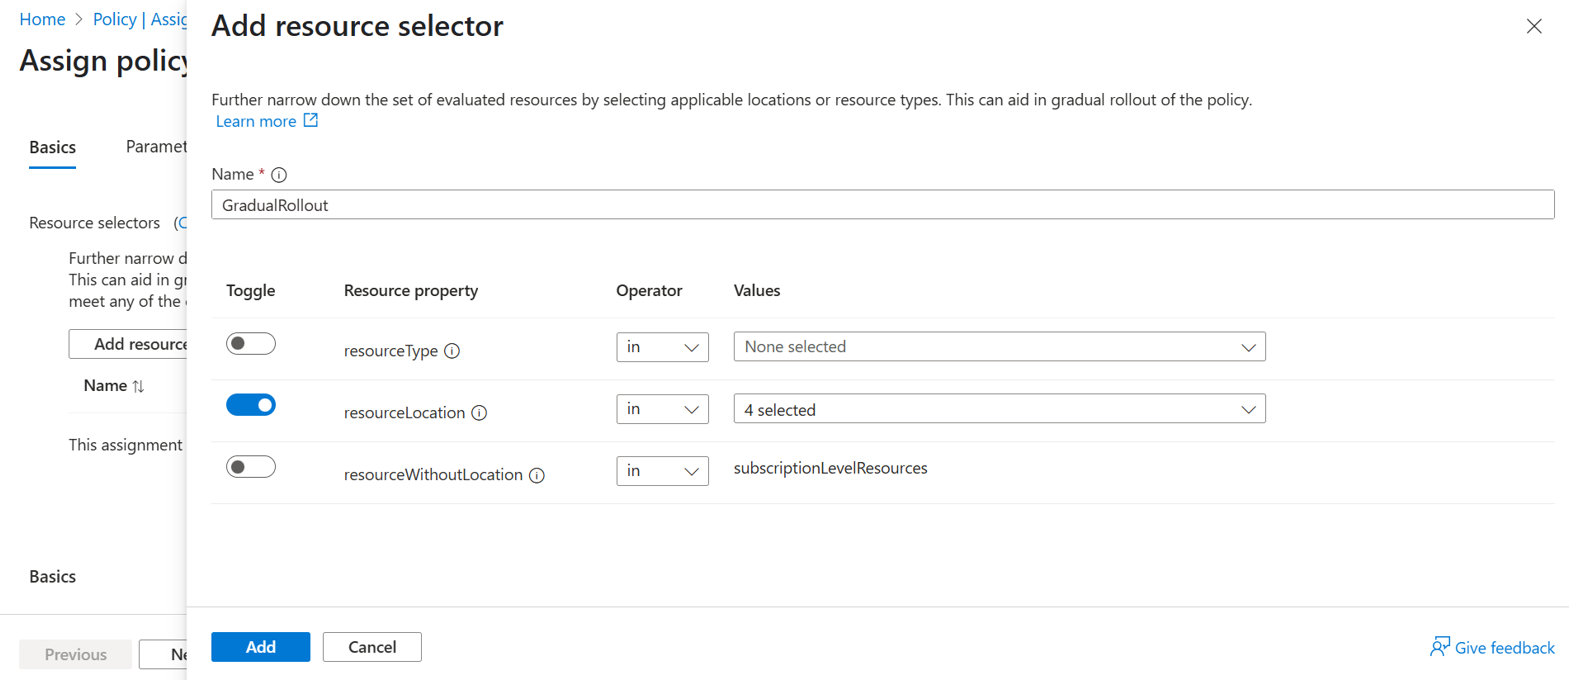 Home > Policy | Assig
Assign policy
Basics
Paramet
Resource selectors (C
Further narrow d
This can aid in gr
meet any of the
Add resource
Name
This assignment
Basics
Previous
Ne
Add resource selector
Further narrow down the set of evaluated resources by selecting applicable locations or resource types. This can aid in gradual rollout of the policy.
Learn more
Name *
GradualRollout
Toggle Resource property Operator Values
resourceType in None selected
resourceLocation in 4 selected
resourceWithoutLocation in subscriptionLevelResources
Add Cancel
Give feedback